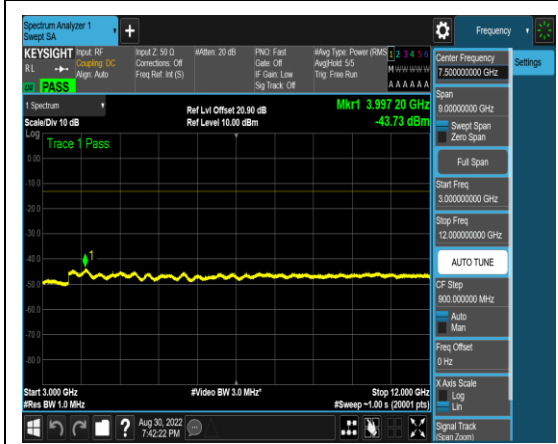 Spectrum Analyzer 1
Swept SA
+
Frequency
KEYSIGHT
RL
PASS
Input: RF
Coupling: DC
Align: Auto
Input Z: 50 Ω
Corrections: Off
Freq Ref: Int (S)
#Atten: 20 dB
PNO: Fast
Gate: Off
IF Gain: Low
Sig Track: Off
#Avg Type: Power (RMS
Avg|Hold: 5/5
Trig: Free Run
1 2 3 4 5 6
M W W W W W
A A A A A A
1 Spectrum
Scale/Div 10 dB
Ref Lvl Offset 20.90 dB
Ref Level 10.00 dBm
Mkr1 3.997 20 GHz
-43.73 dBm
Log
Trace 1 Pass
0.00
-10.0
-20.0
-30.0
-40.0
-50.0
-60.0
-70.0
-80.0
1
Start 3.000 GHz
#Res BW 1.0 MHz
#Video BW 3.0 MHz*
Stop 12.000 GHz
#Sweep ~1.00 s (20001 pts)
Aug 30, 2022
7:42:22 PM
?
Center Frequency
7.500000000 GHz
Span
9.00000000 GHz
Swept Span
Zero Span
Full Span
Start Freq
3.000000000 GHz
Stop Freq
12.000000000 GHz
AUTO TUNE
CF Step
900.000000 MHz
Auto
Man
Freq Offset
0 Hz
X Axis Scale
Log
Lin
Signal Track
(Span Zoom)
Settings